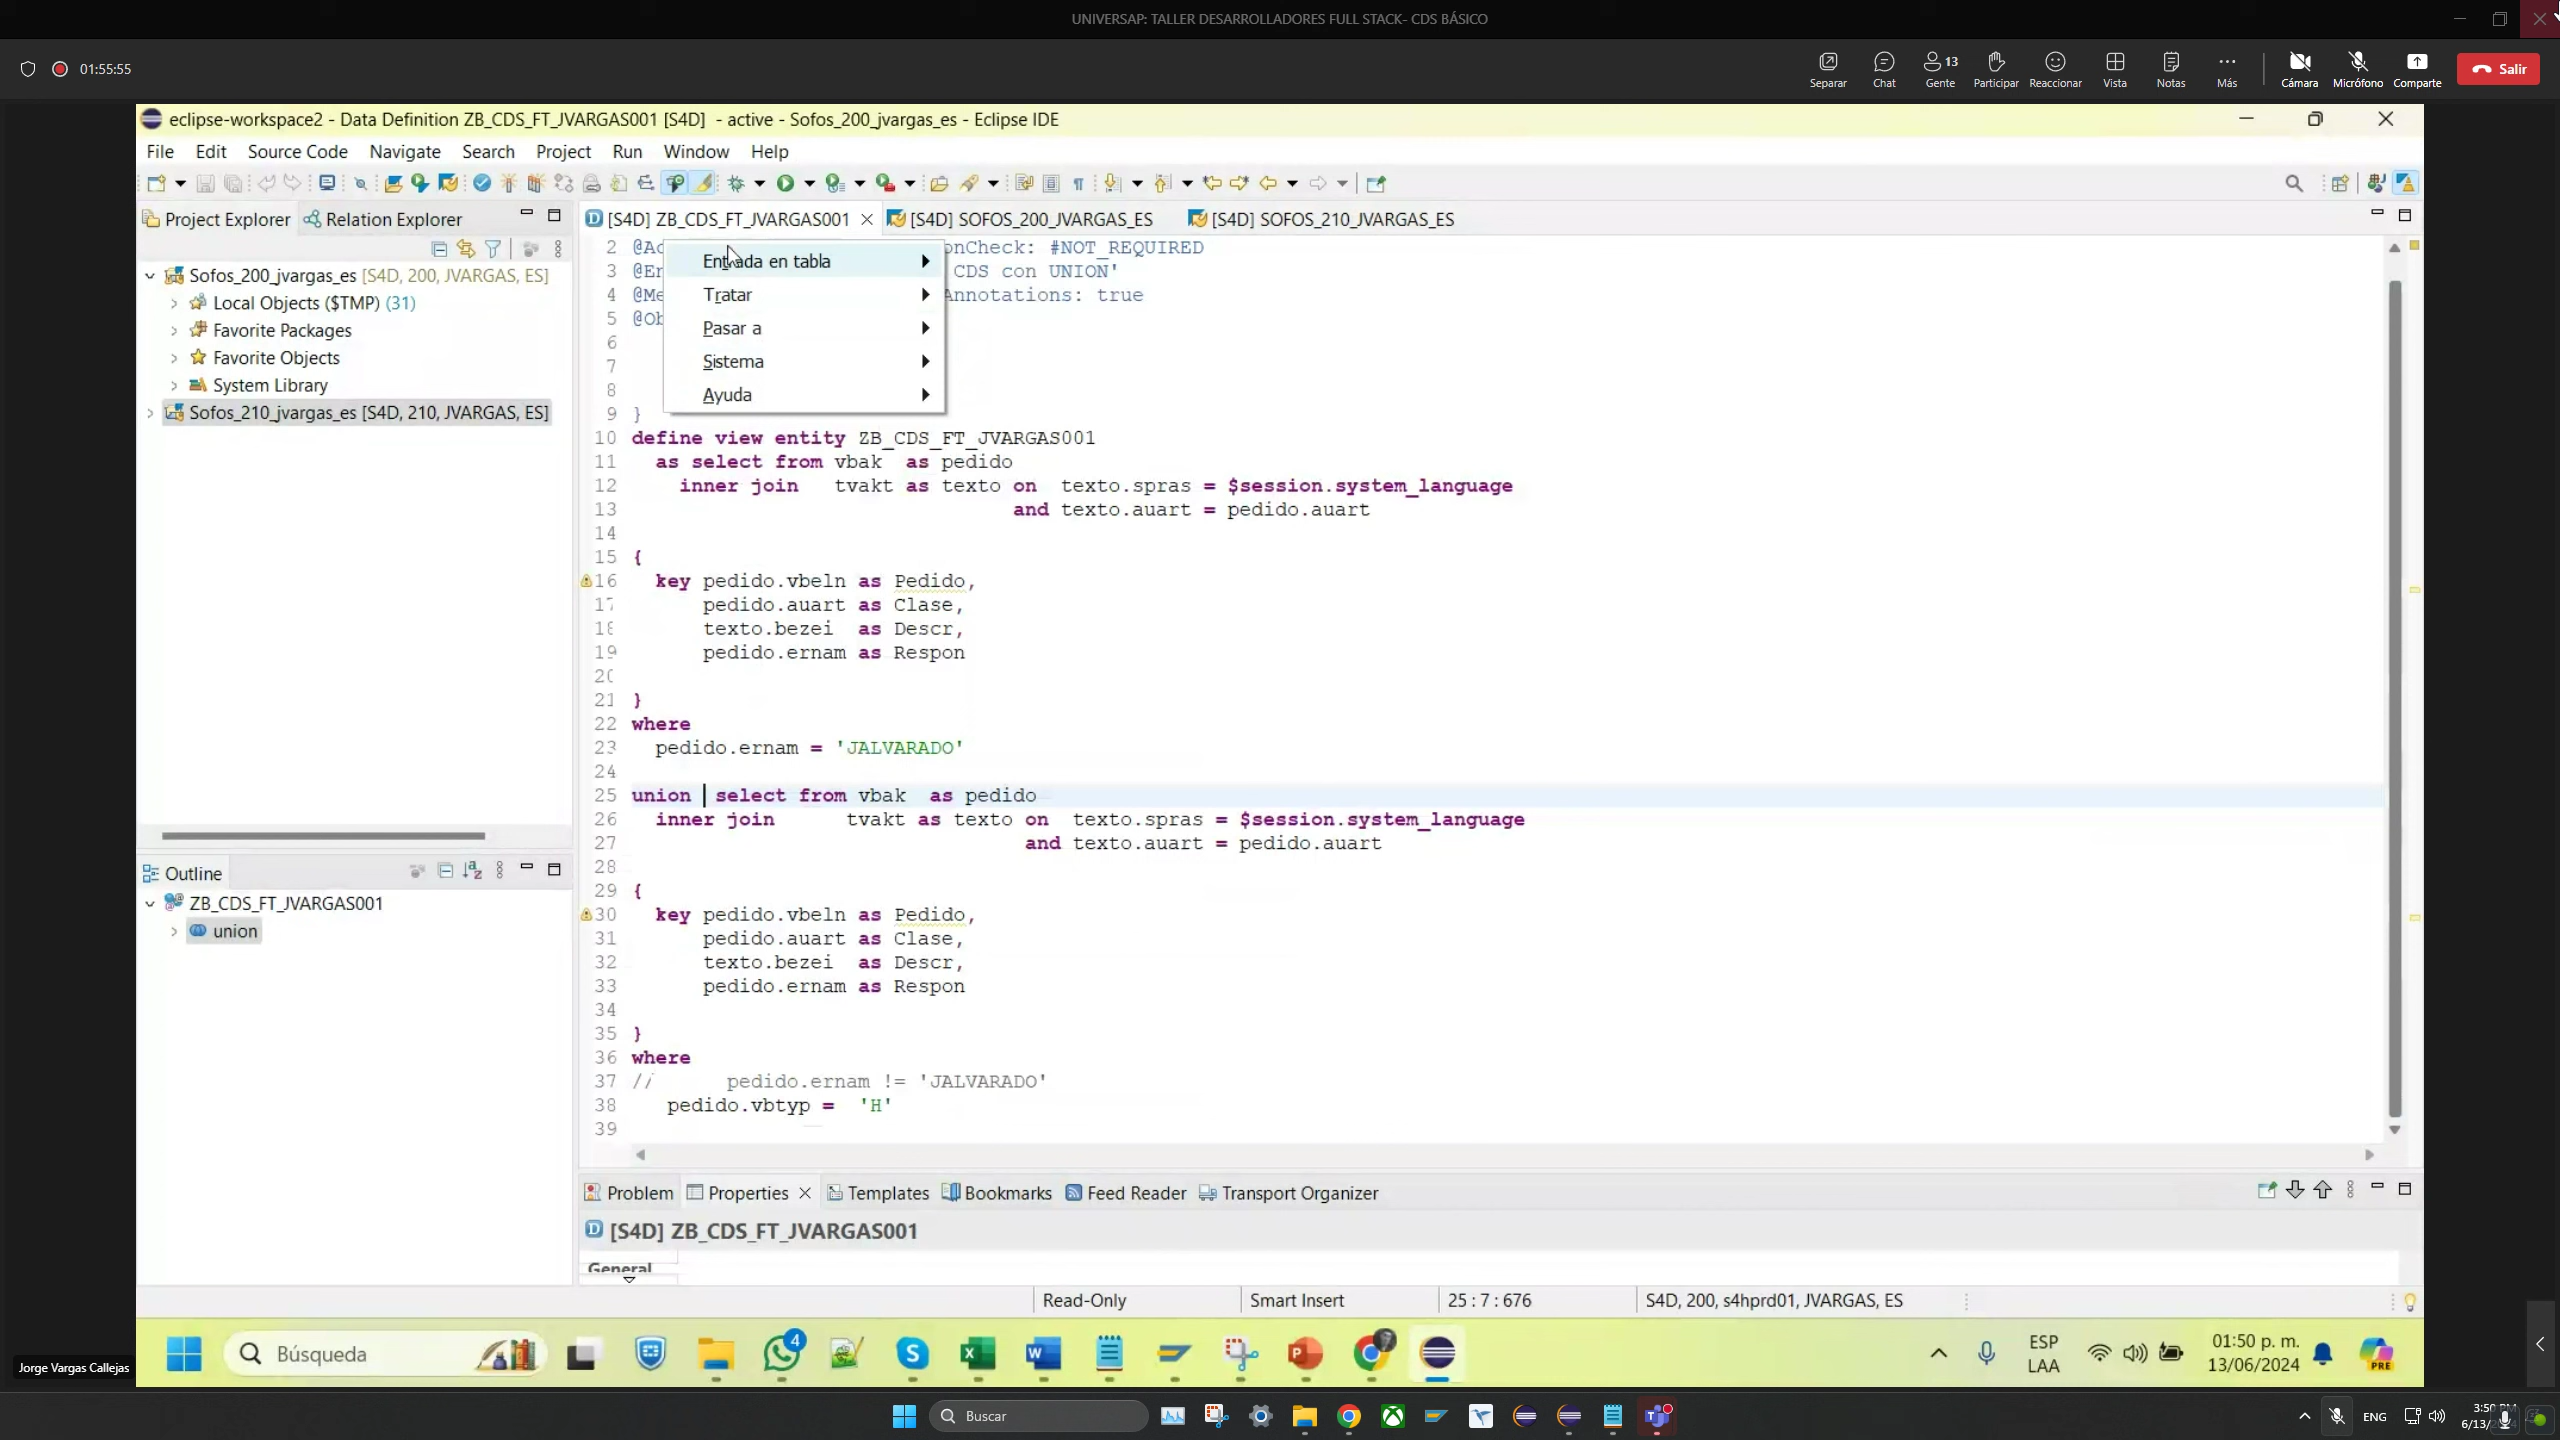 UNIVERSAP: TALLER DESARROLLADORES FULL STACK- CDS BÁSICO
01:55:55
Separar Chat Gente 13 Participar Reaccionar Vista Notas Más Cámara Micrófono Comparte Salir
eclipse-workspace2 - Data Definition ZB_CDS_FT_JVARGAS001 [S4D] - active - Sofos_200_jvargas_es - Eclipse IDE
File Edit Source Code Navigate Search Project Run Window Help
Project Explorer Relation Explorer
Sofos_200_jvargas_es [S4D, 200, JVARGAS, ES]
Local Objects ($TMP) (31)
Favorite Packages
Favorite Objects
System Library
Sofos_210_jvargas_es [S4D, 210, JVARGAS, ES]
Outline
ZB_CDS_FT_JVARGAS001
union
[S4D] ZB_CDS_FT_JVARGAS001 [S4D] SOFOS_200_JVARGAS_ES [S4D] SOFOS_210_JVARGAS_ES
Entrada en tabla
Tratar
Pasar a
Sistema
Ayuda
2 @Ac onCheck: #NOT_REQUIRED
3 @En CDS con UNION'
4 @Me Annotations: true
5 @Ob
6
7
8
9 }
10 define view entity ZB_CDS_FT_JVARGAS001
11 as select from vbak as pedido
12 inner join tvakt as texto on texto.spras = $session.system_language
13 and texto.auart = pedido.auart
14
15 {
16 key pedido.vbeln as Pedido,
17 pedido.auart as Clase,
18 texto.bezei as Descr,
19 pedido.ernam as Respon
20
21 }
22 where
23 pedido.ernam = 'JALVARADO'
24
25 union select from vbak as pedido
26 inner join tvakt as texto on texto.spras = $session.system_language
27 and texto.auart = pedido.auart
28
29 {
30 key pedido.vbeln as Pedido,
31 pedido.auart as Clase,
32 texto.bezei as Descr,
33 pedido.ernam as Respon
34
35 }
36 where
37 // pedido.ernam != 'JALVARADO'
38 pedido.vbtyp = 'H'
39
Problem Properties Templates Bookmarks Feed Reader Transport Organizer
[S4D] ZB_CDS_FT_JVARGAS001
General
Read-Only Smart Insert 25 : 7 : 676 S4D, 200, s4hprd01, JVARGAS, ES
Búsqueda 4 ESP LAA 01:50 p. m. 13/06/2024 PRE
Jorge Vargas Callejas
Buscar ENG